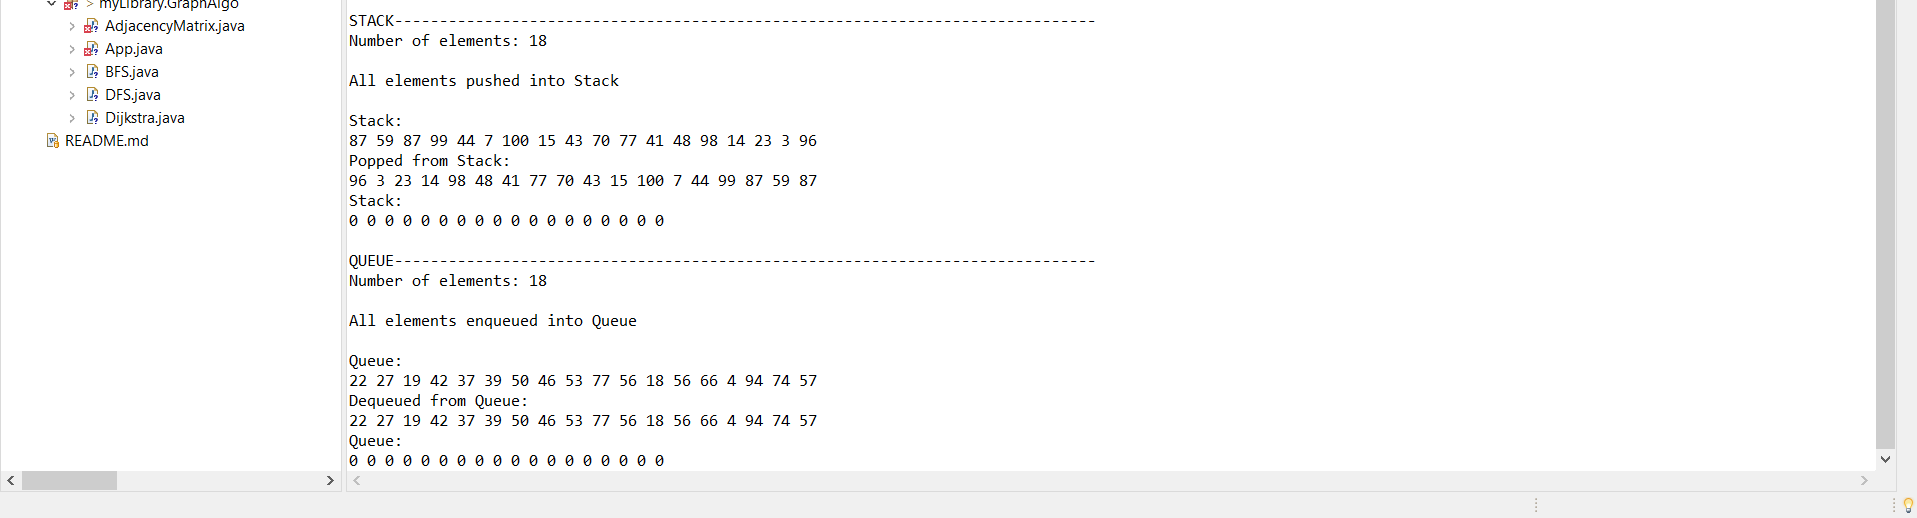 myLibrary.GraphAlgo
AdjacencyMatrix.java
App.java
BFS.java
DFS.java
Dijkstra.java
README.md
STACK------------------------------------------------------------------------------
Number of elements: 18
All elements pushed into Stack
Stack:
87 59 87 99 44 7 100 15 43 70 77 41 48 98 14 23 3 96
Popped from Stack:
96 3 23 14 98 48 41 77 70 43 15 100 7 44 99 87 59 87
Stack:
0 0 0 0 0 0 0 0 0 0 0 0 0 0 0 0 0 0
QUEUE------------------------------------------------------------------------------
Number of elements: 18
All elements enqueued into Queue
Queue:
22 27 19 42 37 39 50 46 53 77 56 18 56 66 4 94 74 57
Dequeued from Queue:
22 27 19 42 37 39 50 46 53 77 56 18 56 66 4 94 74 57
Queue:
0 0 0 0 0 0 0 0 0 0 0 0 0 0 0 0 0 0